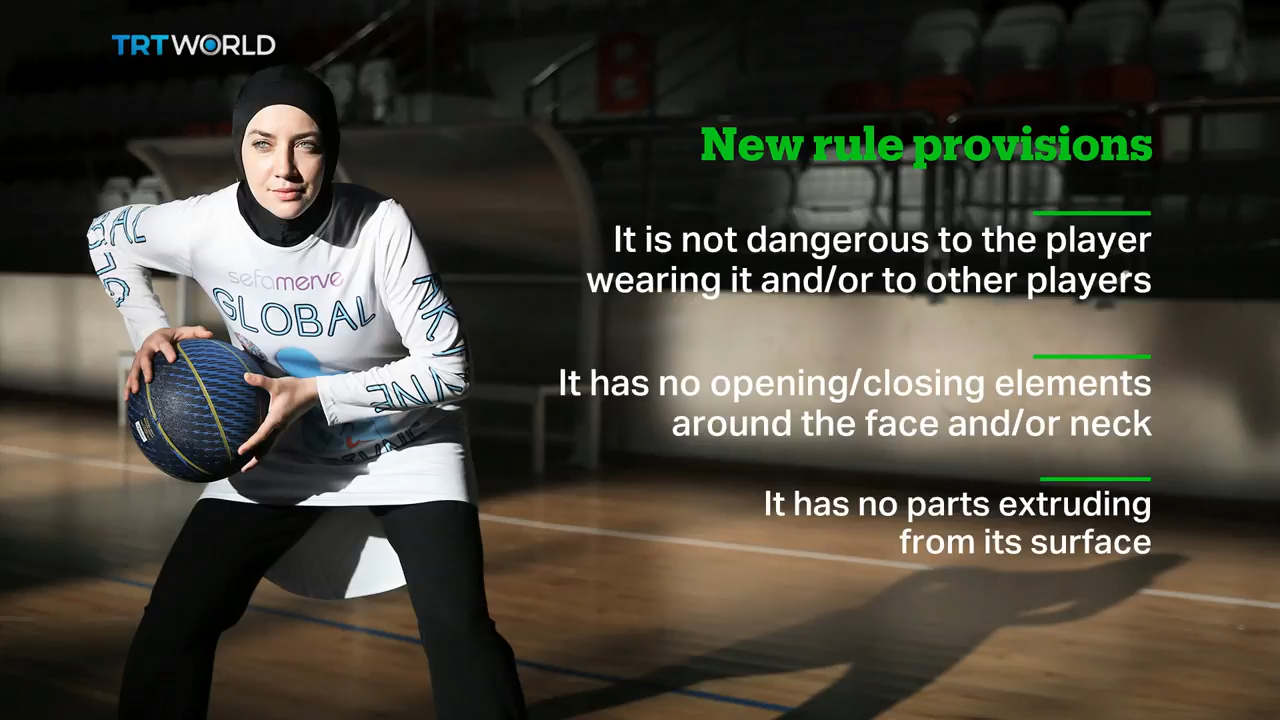 TRT WORLD
New rule provisions
It is not dangerous to the player
wearing it and/or to other players
It has no opening/closing elements
around the face and/or neck
It has no parts extruding
from its surface
B
sefamerve
GLOBAL